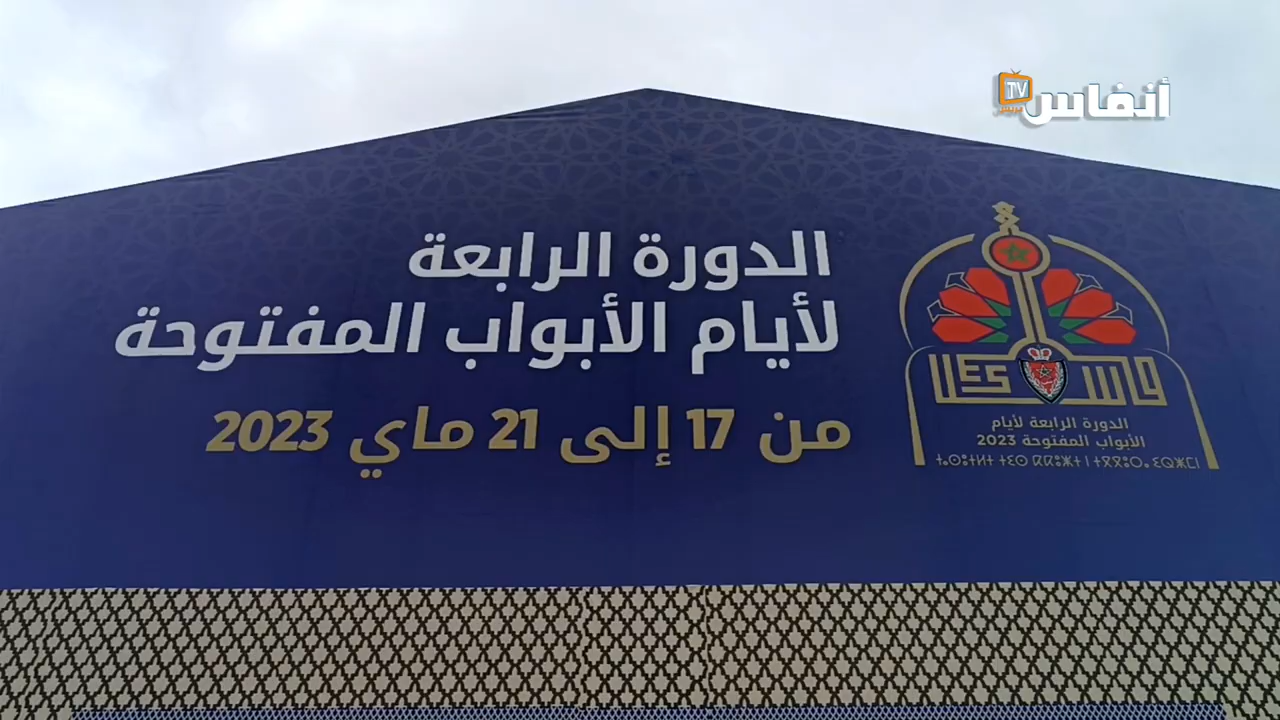 أنفاس
TV
الدورة الرابعة
لأيام الأبواب المفتوحة
من 17 إلى 21 ماي 2023
فاس
الدورة الرابعة لأيام
الأبواب المفتوحة 2023